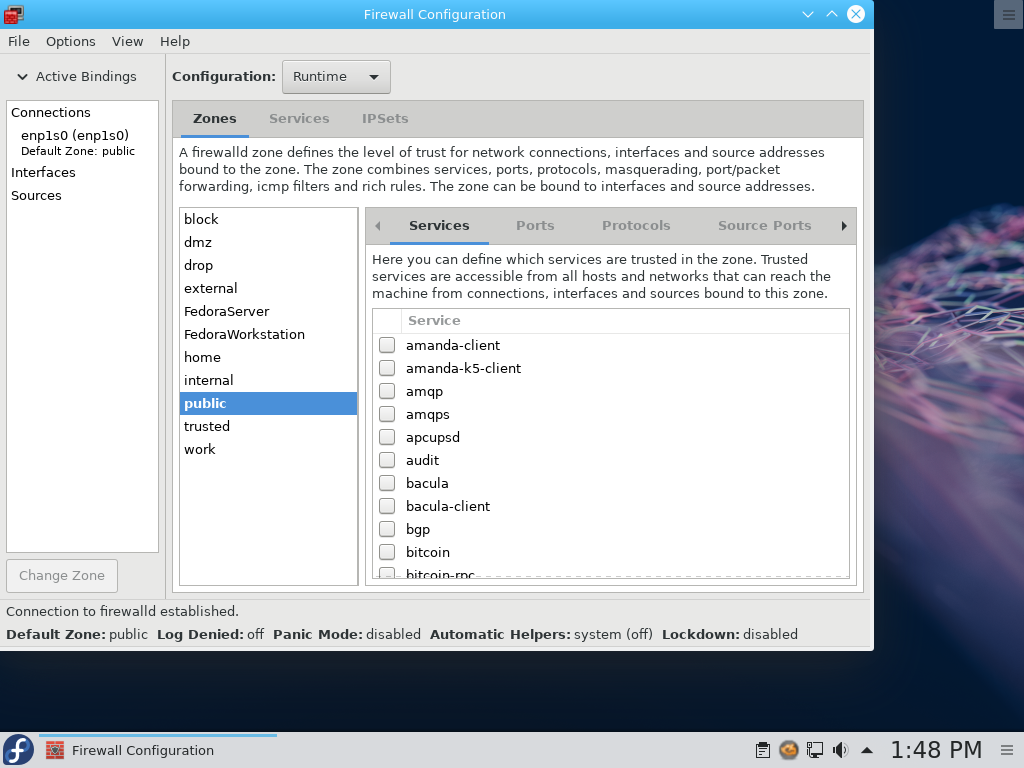 Firewall Configuration
File Options View Help
Active Bindings
Configuration: Runtime
Connections
enp1s0 (enp1s0)
Default Zone: public
Interfaces
Sources
Change Zone
Zones Services IPSets
A firewalld zone defines the level of trust for network connections, interfaces and source addresses
bound to the zone. The zone combines services, ports, protocols, masquerading, port/packet
forwarding, icmp filters and rich rules. The zone can be bound to interfaces and source addresses.
block
dmz
drop
external
FedoraServer
FedoraWorkstation
home
internal
public
trusted
work
Services Ports Protocols Source Ports
Here you can define which services are trusted in the zone. Trusted
services are accessible from all hosts and networks that can reach the
machine from connections, interfaces and sources bound to this zone.
Service
amanda-client
amanda-k5-client
amqp
amqps
apcupsd
audit
bacula
bacula-client
bgp
bitcoin
bitcoin-rpc
Connection to firewalld established.
Default Zone: public Log Denied: off Panic Mode: disabled Automatic Helpers: system (off) Lockdown: disabled
Firewall Configuration
1:48 PM